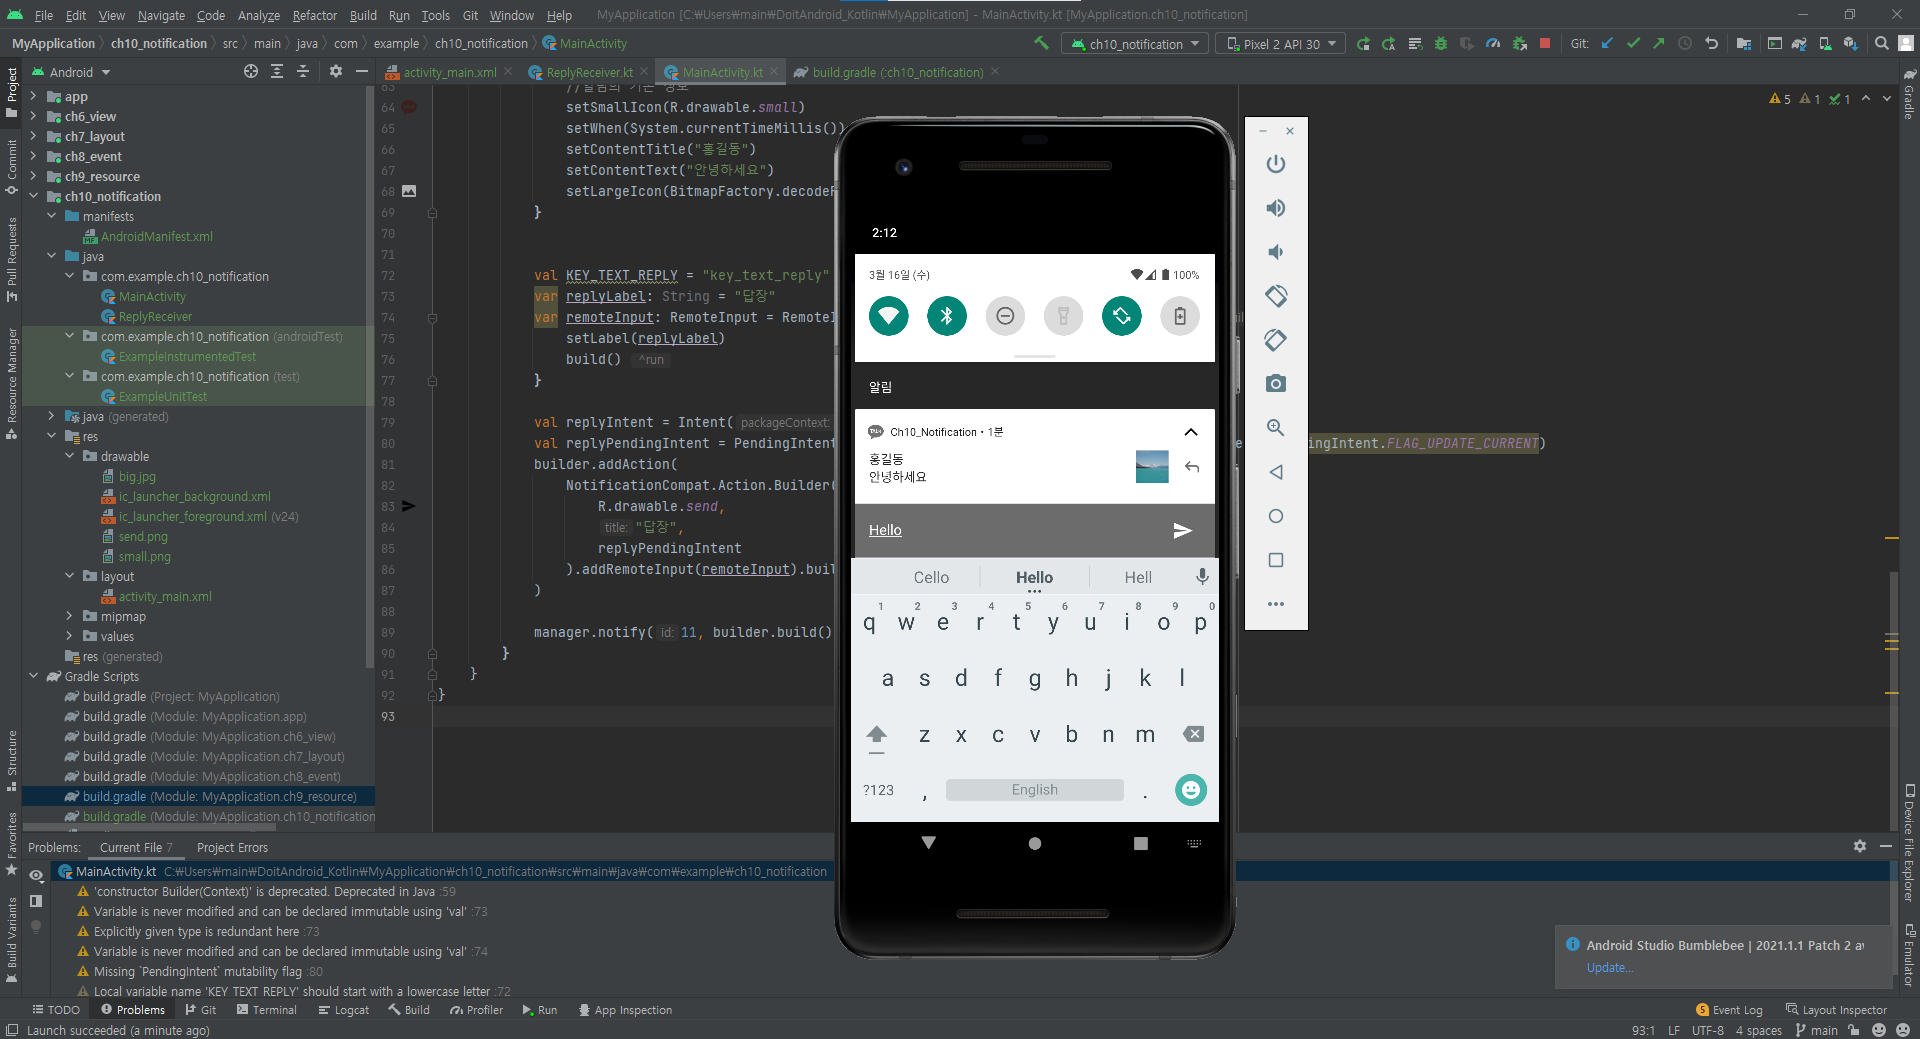 File Edit View Navigate Code Analyze Refactor Build Run Tools Git Window Help MyApplication [C:₩Users₩main₩DoitAndroid_Kotlin₩MyApplication] - MainActivity.kt [MyApplication.ch10_notification]
MyApplication ch10_notification src main java com example ch10_notification MainActivity ch10_notification Pixel 2 API 30 Git:
Project
Commit
Pull Requests
Resource Manager
Structure
Favorites
Build Variants
Android
app
ch6_view
ch7_layout
ch8_event
ch9_resource
ch10_notification
manifests
AndroidManifest.xml
java
com.example.ch10_notification
MainActivity
ReplyReceiver
com.example.ch10_notification (androidTest)
ExampleInstrumentedTest
com.example.ch10_notification (test)
ExampleUnitTest
java (generated)
res
drawable
big.jpg
ic_launcher_background.xml
ic_launcher_foreground.xml (v24)
send.png
small.png
layout
activity_main.xml
mipmap
values
res (generated)
Gradle Scripts
build.gradle (Project: MyApplication)
build.gradle (Module: MyApplication.app)
build.gradle (Module: MyApplication.ch6_view)
build.gradle (Module: MyApplication.ch7_layout)
build.gradle (Module: MyApplication.ch8_event)
build.gradle (Module: MyApplication.ch9_resource)
build.gradle (Module: MyApplication.ch10_notification
activity_main.xml ReplyReceiver.kt MainActivity.kt build.gradle (:ch10_notification)
5 1 1
63 //알림의 기본 정보
64 setSmallIcon(R.drawable.small)
65 setWhen(System.currentTimeMillis())
66 setContentTitle("홍길동")
67 setContentText("안녕하세요")
68 setLargeIcon(BitmapFactory.decodeR
69 }
70
71
72 val KEY_TEXT_REPLY = "key_text_reply"
73 var replyLabel: String = "답장"
74 var remoteInput: RemoteInput = RemoteI
75 setLabel(replyLabel)
76 build() ^run
77 }
78
79 val replyIntent = Intent( packageContext:
80 val replyPendingIntent = PendingIntent ingIntent.FLAG_UPDATE_CURRENT)
81 builder.addAction(
82 NotificationCompat.Action.Builder(
83 R.drawable.send,
84 title: "답장",
85 replyPendingIntent
86 ).addRemoteInput(remoteInput).buil
87 )
88
89 manager.notify( id: 11, builder.build()
90 }
91 }
92 }
93
2:12
3월 16일 (수) 100%
알림
Ch10_Notification • 1분
홍길동
안녕하세요
Hello
Cello Hello Hell
1 2 3 4 5 6 7 8 9 0
q w e r t y u i o p
a s d f g h j k l
z x c v b n m
?123 , English .
Gradle
Device File Explorer
Emulator
Problems: Current File 7 Project Errors
MainActivity.kt C:₩Users₩main₩DoitAndroid_Kotlin₩MyApplication₩ch10_notification₩src₩main₩java₩com₩example₩ch10_notification
'constructor Builder(Context)' is deprecated. Deprecated in Java :59
Variable is never modified and can be declared immutable using 'val' :73
Explicitly given type is redundant here :73
Variable is never modified and can be declared immutable using 'val' :74
Missing `PendingIntent` mutability flag :80
Local variable name 'KEY_TEXT_REPLY' should start with a lowercase letter :72
Android Studio Bumblebee | 2021.1.1 Patch 2 av
Update...
TODO Problems Git Terminal Logcat Build Profiler Run App Inspection 5 Event Log Layout Inspector
Launch succeeded (a minute ago) 93:1 LF UTF-8 4 spaces main